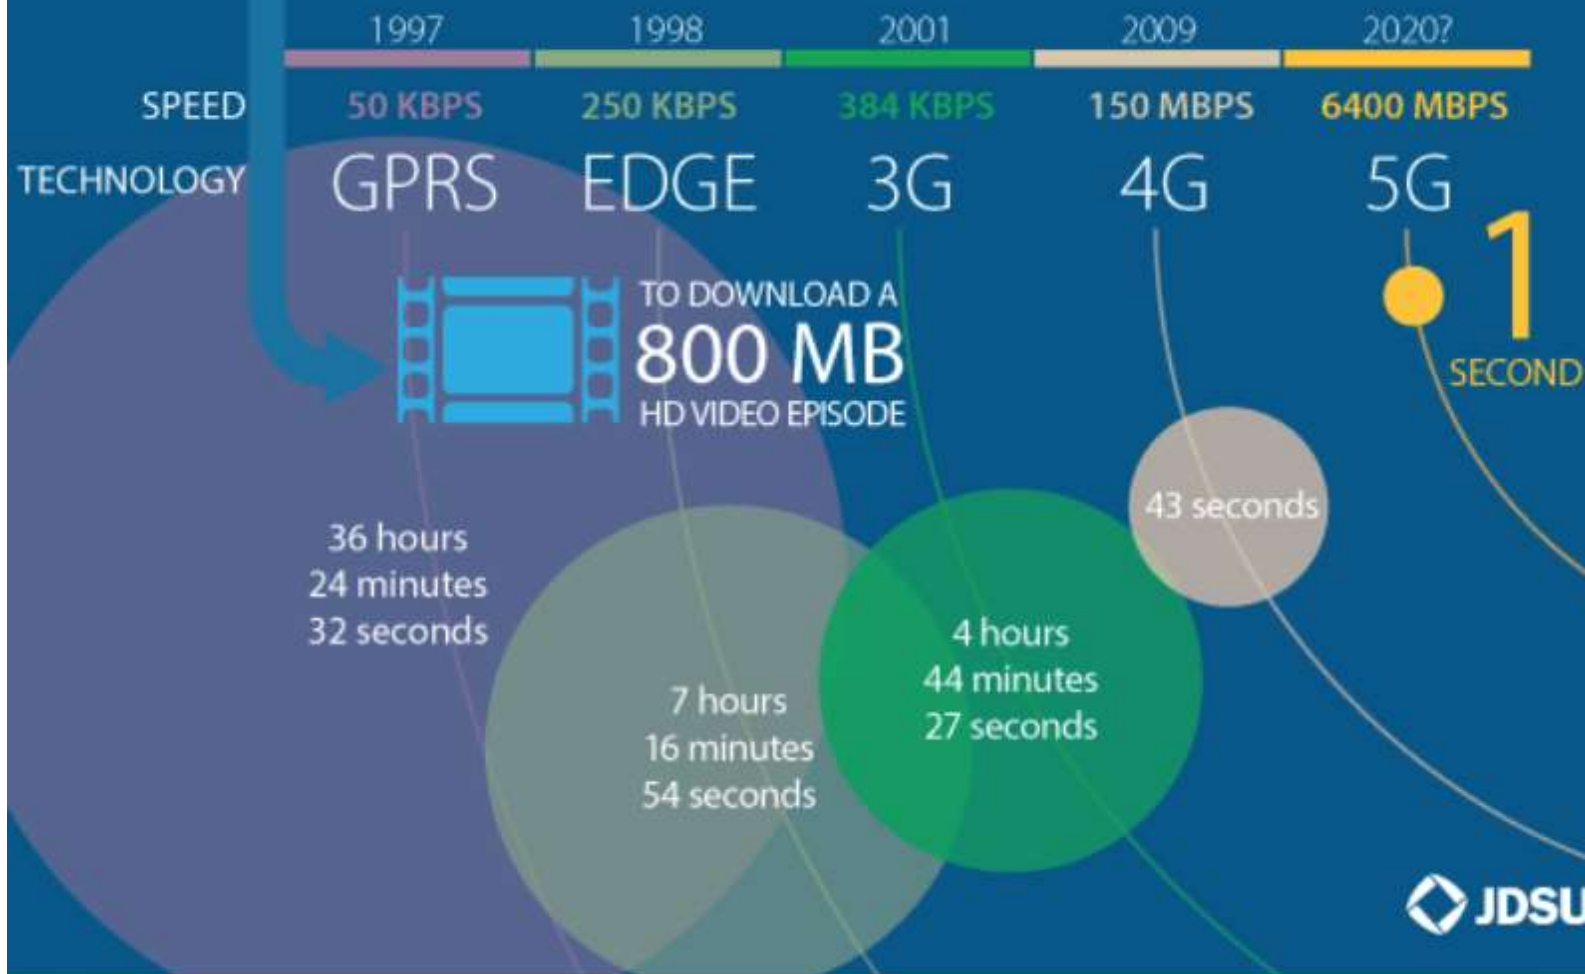 1997 1998 2001 2009 2020?
SPEED 50 KBPS 250 KBPS 384 KBPS 150 MBPS 6400 MBPS
TECHNOLOGY GPRS EDGE 3G 4G 5G
1
SECOND
TO DOWNLOAD A
800 MB
HD VIDEO EPISODE
36 hours
24 minutes
32 seconds
7 hours
16 minutes
54 seconds
4 hours
44 minutes
27 seconds
43 seconds
JDSU